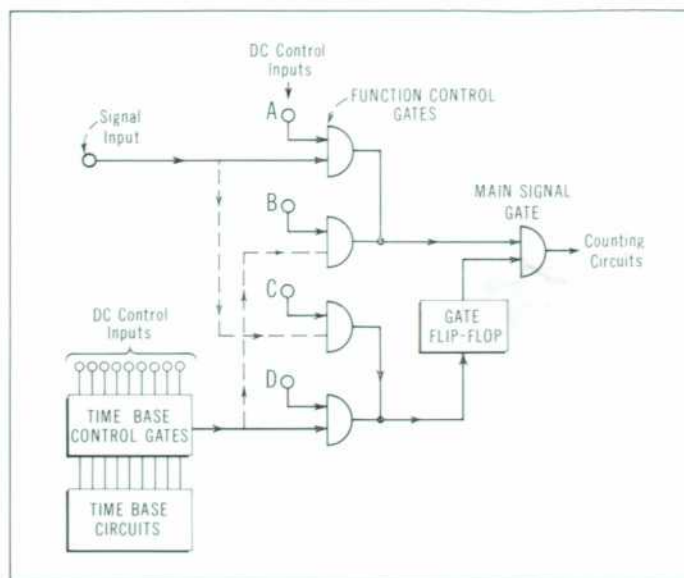 DC Control
Inputs
A
FUNCTION CONTROL
GATES
Signal
Input
B
MAIN SIGNAL
GATE
Counting
Circuits
C
DC Control
Inputs
GATE
FLIP-FLOP
D
TIME BASE
CONTROL GATES
TIME BASE
CIRCUITS